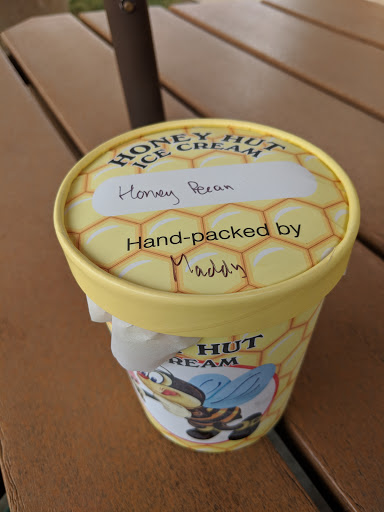 HONEY HUT
ICE CREAM
Honey Pecan
Hand-packed by
Maddy
HUT
REAM